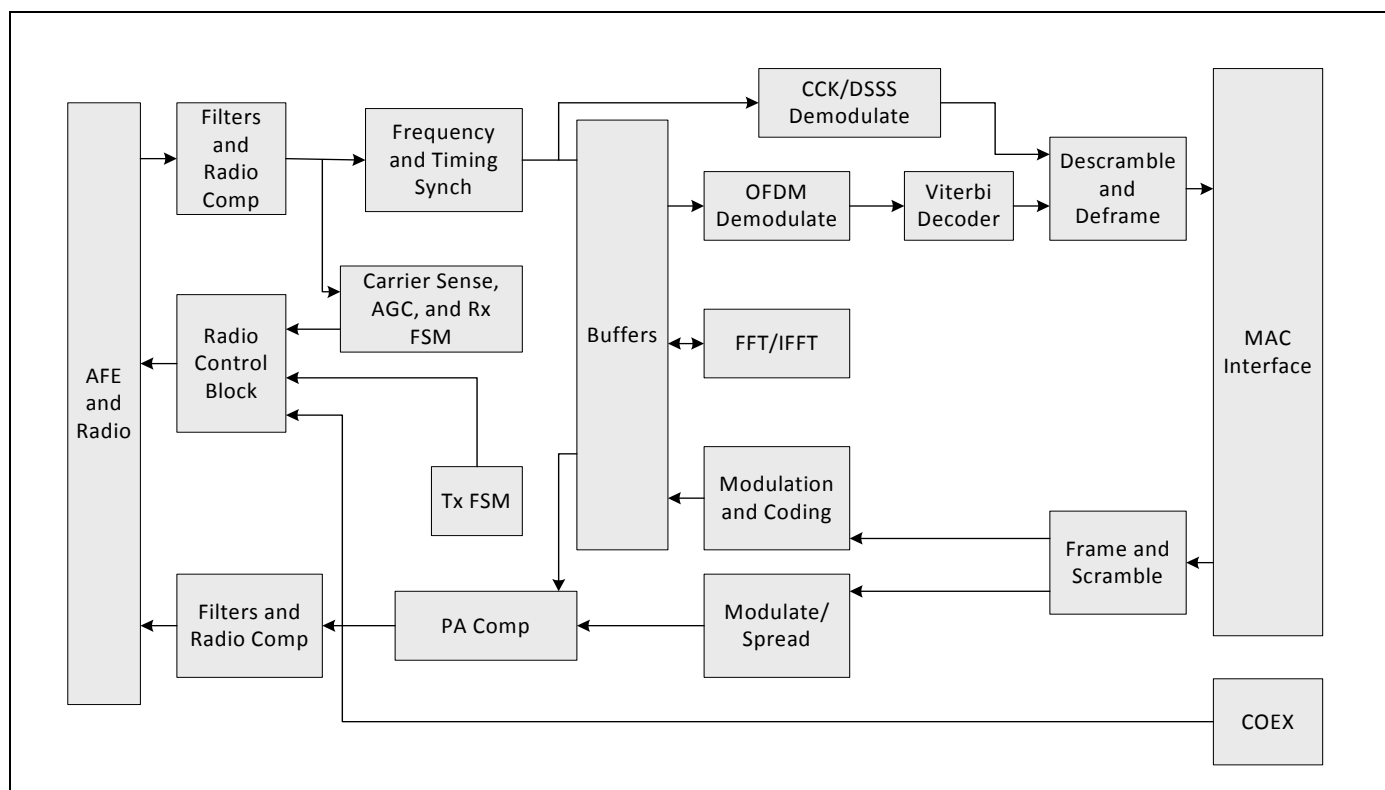 CCK/DSSS
Demodulate
Filters
and
Radio
Comp
Frequency
and Timing
Synch
Descramble
and
Deframe
OFDM
Demodulate
Viterbi
Decoder
Carrier Sense,
AGC, and Rx
FSM
Radio
Control
Block
Buffers
FFT/IFFT
MAC
Interface
AFE
and
Radio
Tx FSM
Modulation
and Coding
Frame and
Scramble
Filters and
Radio Comp
PA Comp
Modulate/
Spread
COEX